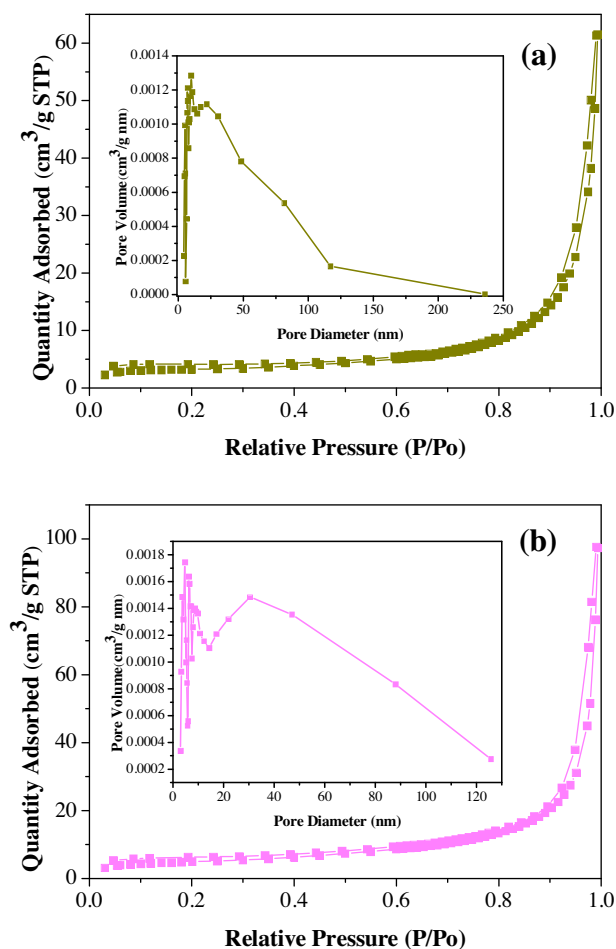 (a)
Quantity Adsorbed (cm³/g STP)
60
50
40
30
20
10
0
0.0 0.2 0.4 0.6 0.8 1.0
Relative Pressure (P/Po)
Pore Volume(cm³/g nm)
0.0014
0.0012
0.0010
0.0008
0.0006
0.0004
0.0002
0.0000
0 50 100 150 200 250
Pore Diameter (nm)
(b)
Quantity Adsorbed (cm³/g STP)
100
80
60
40
20
0
0.0 0.2 0.4 0.6 0.8 1.0
Relative Pressure (P/Po)
Pore Volume(cm³/g nm)
0.0018
0.0016
0.0014
0.0012
0.0010
0.0008
0.0006
0.0004
0.0002
0 20 40 60 80 100 120
Pore Diameter (nm)